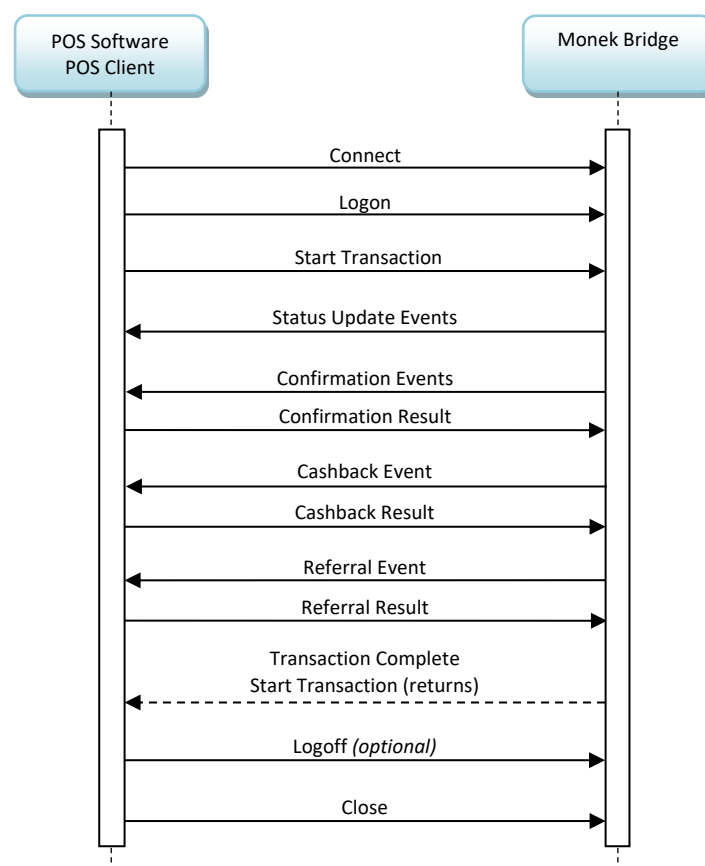 POS Software
POS Client
Monek Bridge
Connect
Logon
Start Transaction
Status Update Events
Confirmation Events
Confirmation Result
Cashback Event
Cashback Result
Referral Event
Referral Result
Transaction Complete
Start Transaction (returns)
Logoff (optional)
Close